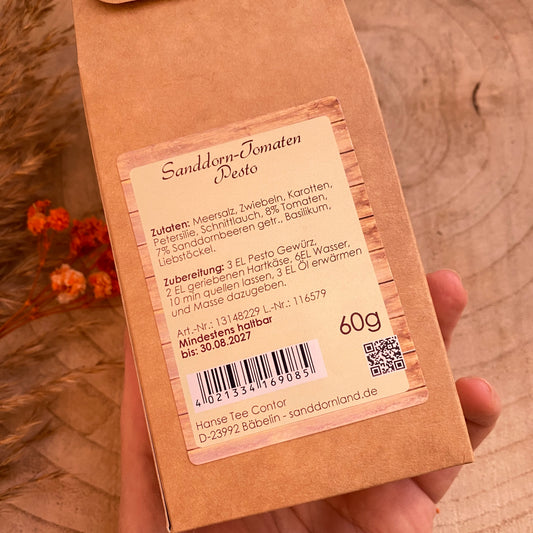 Sanddorn-Tomaten
Pesto
Zutaten: Meersalz, Zwiebeln, Karotten,
Petersilie, Schnittlauch, 8% Tomaten,
7% Sanddornbeeren getr., Basilikum,
Liebstöckel.
Zubereitung: 3 EL Pesto Gewürz,
2 EL geriebenen Hartkäse, 6EL Wasser,
10 min quellen lassen, 3 EL Öl erwärmen
und Masse dazugeben.
Art.-Nr.: 13148229 L.-Nr.: 116579
Mindestens haltbar
bis: 30.08.2027
60g
4 021334 169085
Hanse Tee Contor
D-23992 Bäbelin - sanddornland.de